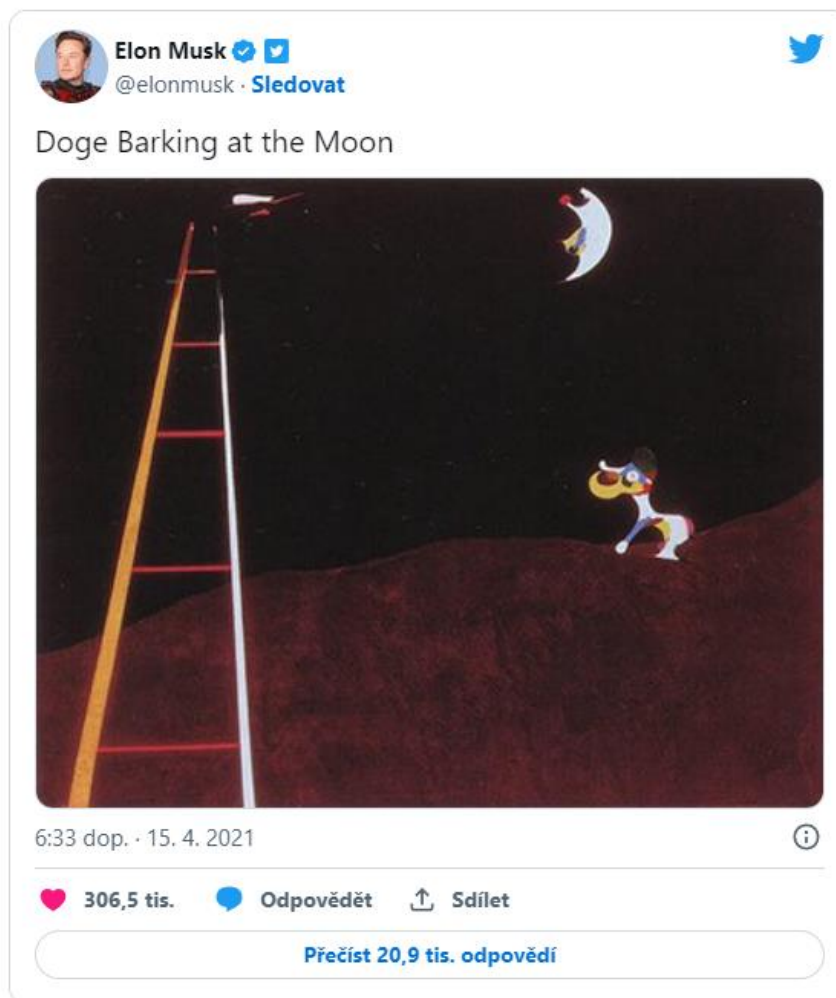 Elon Musk
@elonmusk · Sledovat
Doge Barking at the Moon
6:33 dop. · 15. 4. 2021
306,5 tis. Odpovědět Sdílet
Přečíst 20,9 tis. odpovědí